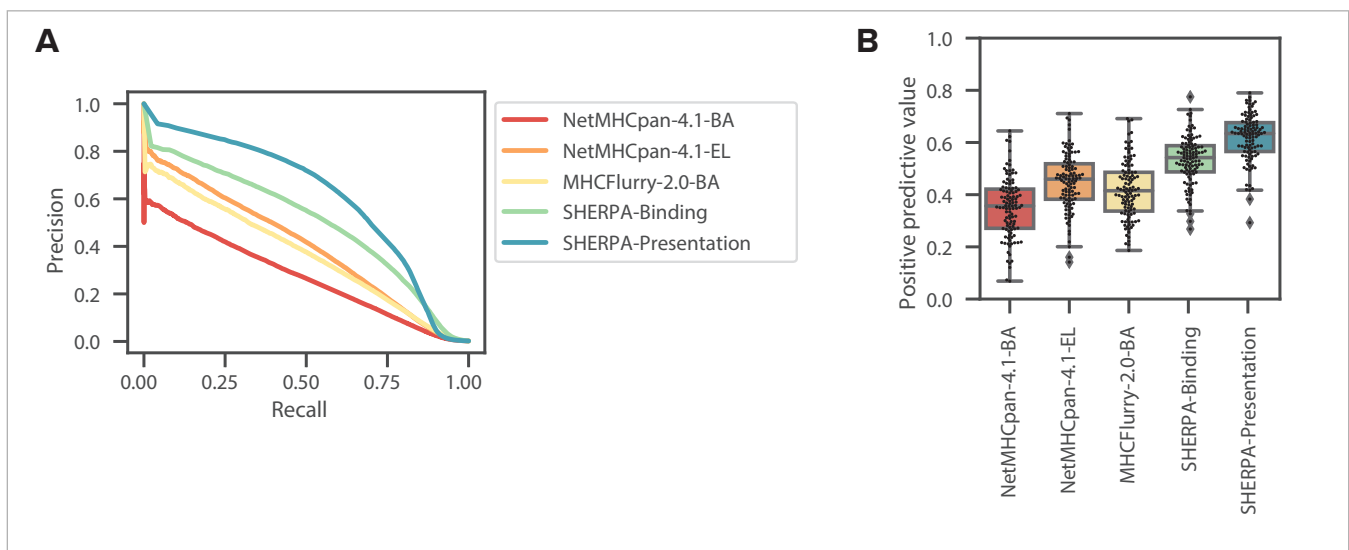 A
Precision
1.0
0.8
0.6
0.4
0.2
0.0
0.00 0.25 0.50 0.75 1.00
Recall
NetMHCpan-4.1-BA
NetMHCpan-4.1-EL
MHCFlurry-2.0-BA
SHERPA-Binding
SHERPA-Presentation
B
Positive predictive value
1.0
0.8
0.6
0.4
0.2
0.0
NetMHCpan-4.1-BA
NetMHCpan-4.1-EL
MHCFlurry-2.0-BA
SHERPA-Binding
SHERPA-Presentation